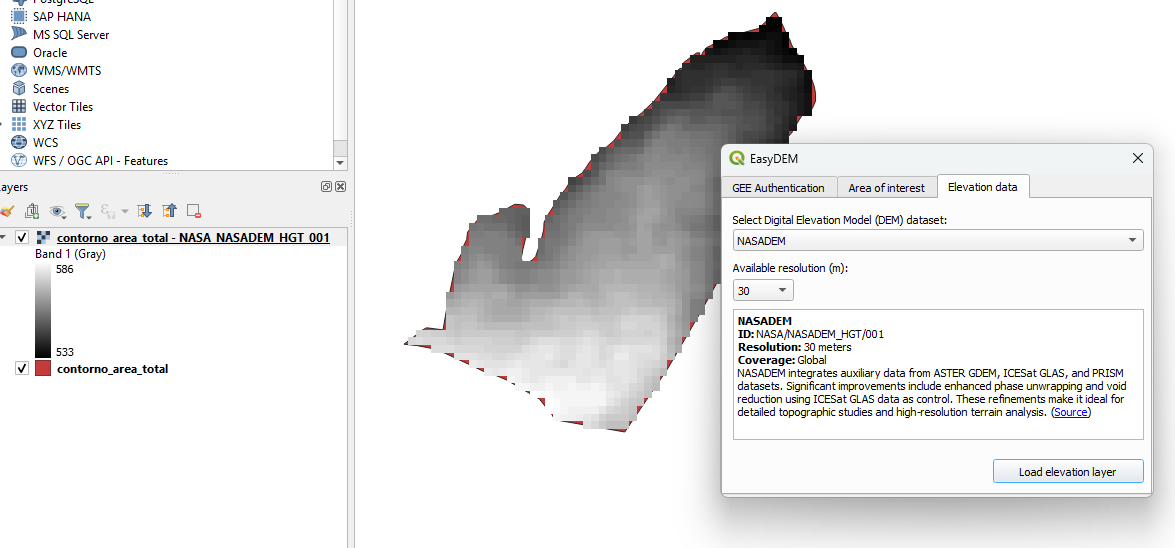 PostgreSQL
SAP HANA
MS SQL Server
Oracle
WMS/WMTS
Scenes
Vector Tiles
XYZ Tiles
WCS
WFS / OGC API - Features
ayers
contorno_area_total - NASA_NASADEM_HGT_001
Band 1 (Gray)
586
533
contorno_area_total
EasyDEM
GEE Authentication
Area of interest
Elevation data
Select Digital Elevation Model (DEM) dataset:
NASADEM
Available resolution (m):
30
NASADEM
ID: NASA/NASADEM_HGT/001
Resolution: 30 meters
Coverage: Global
NASADEM integrates auxiliary data from ASTER GDEM, ICESat GLAS, and PRISM
datasets. Significant improvements include enhanced phase unwrapping and void
reduction using ICESat GLAS data as control. These refinements make it ideal for
detailed topographic studies and high-resolution terrain analysis. (Source)
Load elevation layer